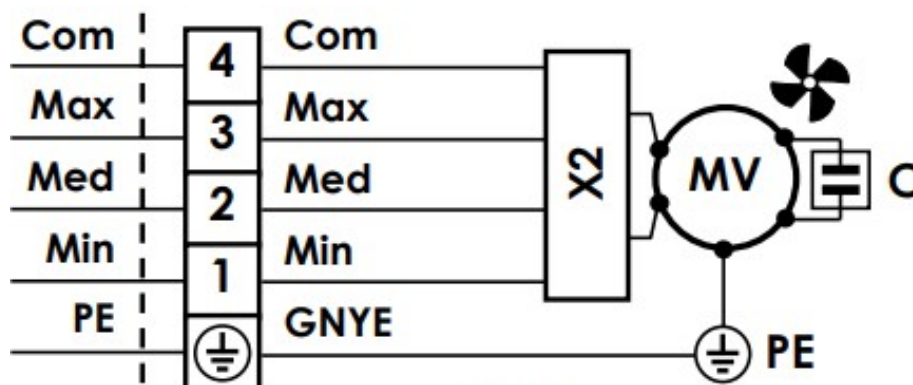 Com 4 Com
Max 3 Max
Med 2 Med
Min 1 Min
PE GNYE
X2
MV
C
PE